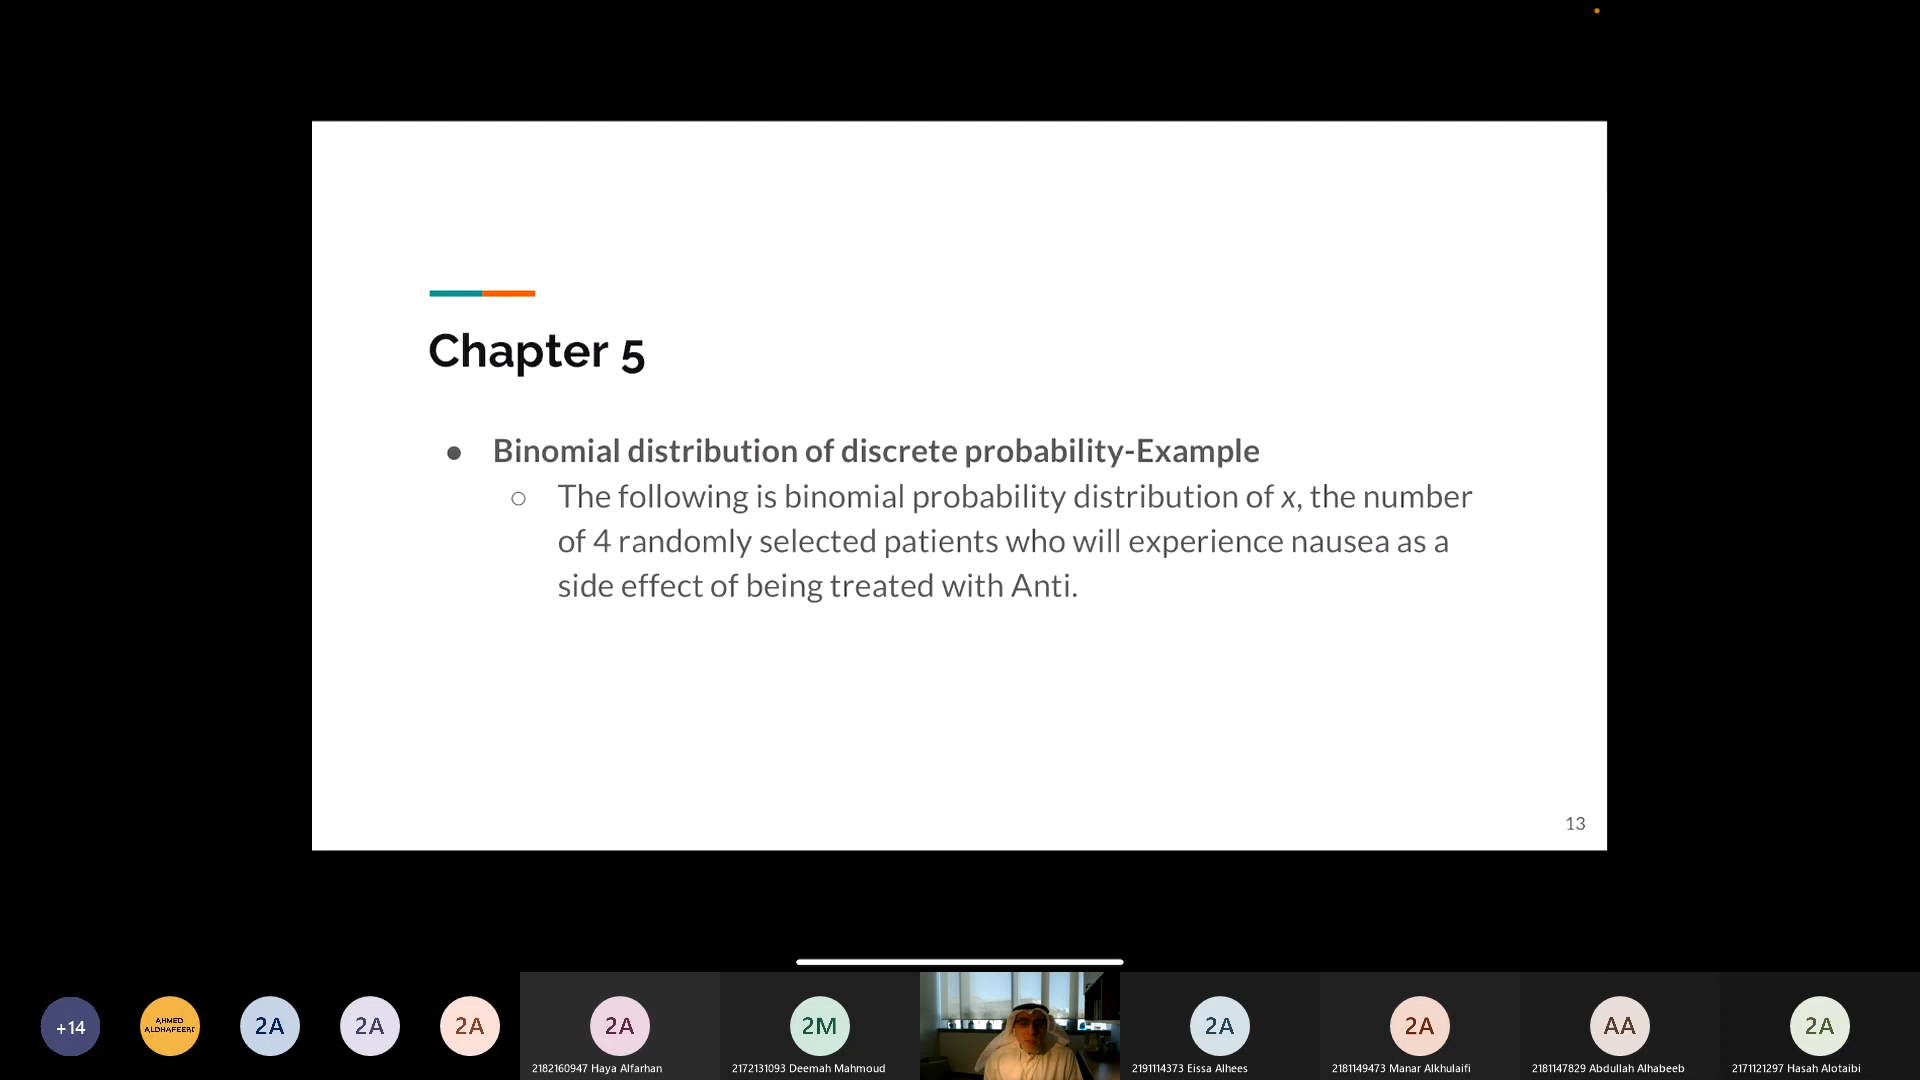 Chapter 5
● Binomial distribution of discrete probability-Example
○ The following is binomial probability distribution of x, the number
of 4 randomly selected patients who will experience nausea as a
side effect of being treated with Anti.
13
+14
AHMED
ALDHAFEERI
2A
2A
2A
2A
2182160947 Haya Alfarhan
2M
2172131093 Deemah Mahmoud
2A
2191114373 Eissa Alhees
2A
2181149473 Manar Alkhulaifi
AA
2181147829 Abdullah Alhabeeb
2A
2171121297 Hasah Alotaibi